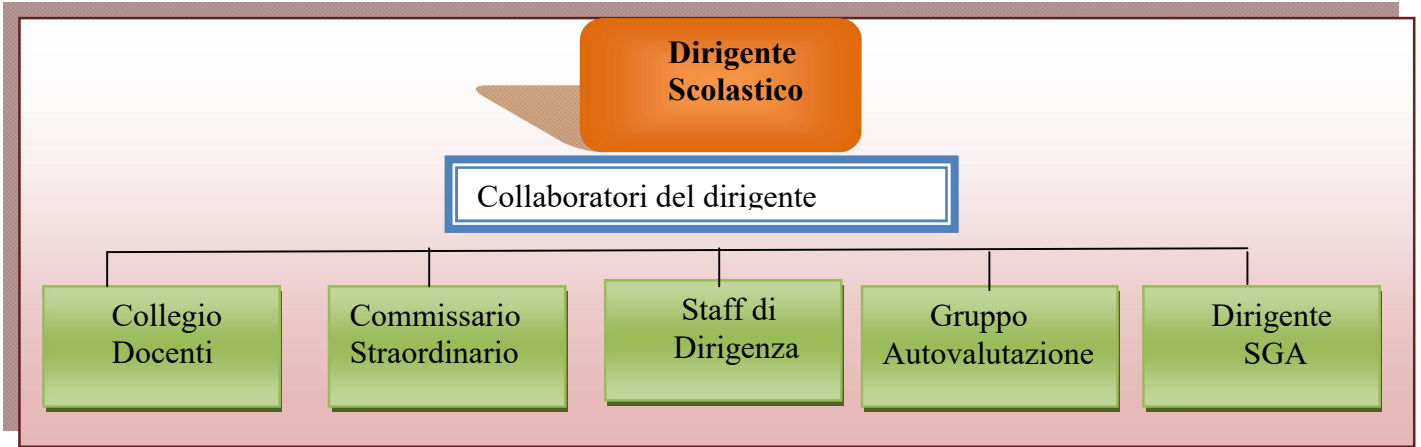 Dirigente
Scolastico
Collaboratori del dirigente
Collegio
Docenti
Commissario
Straordinario
Staff di
Dirigenza
Gruppo
Autovalutazione
Dirigente
SGA